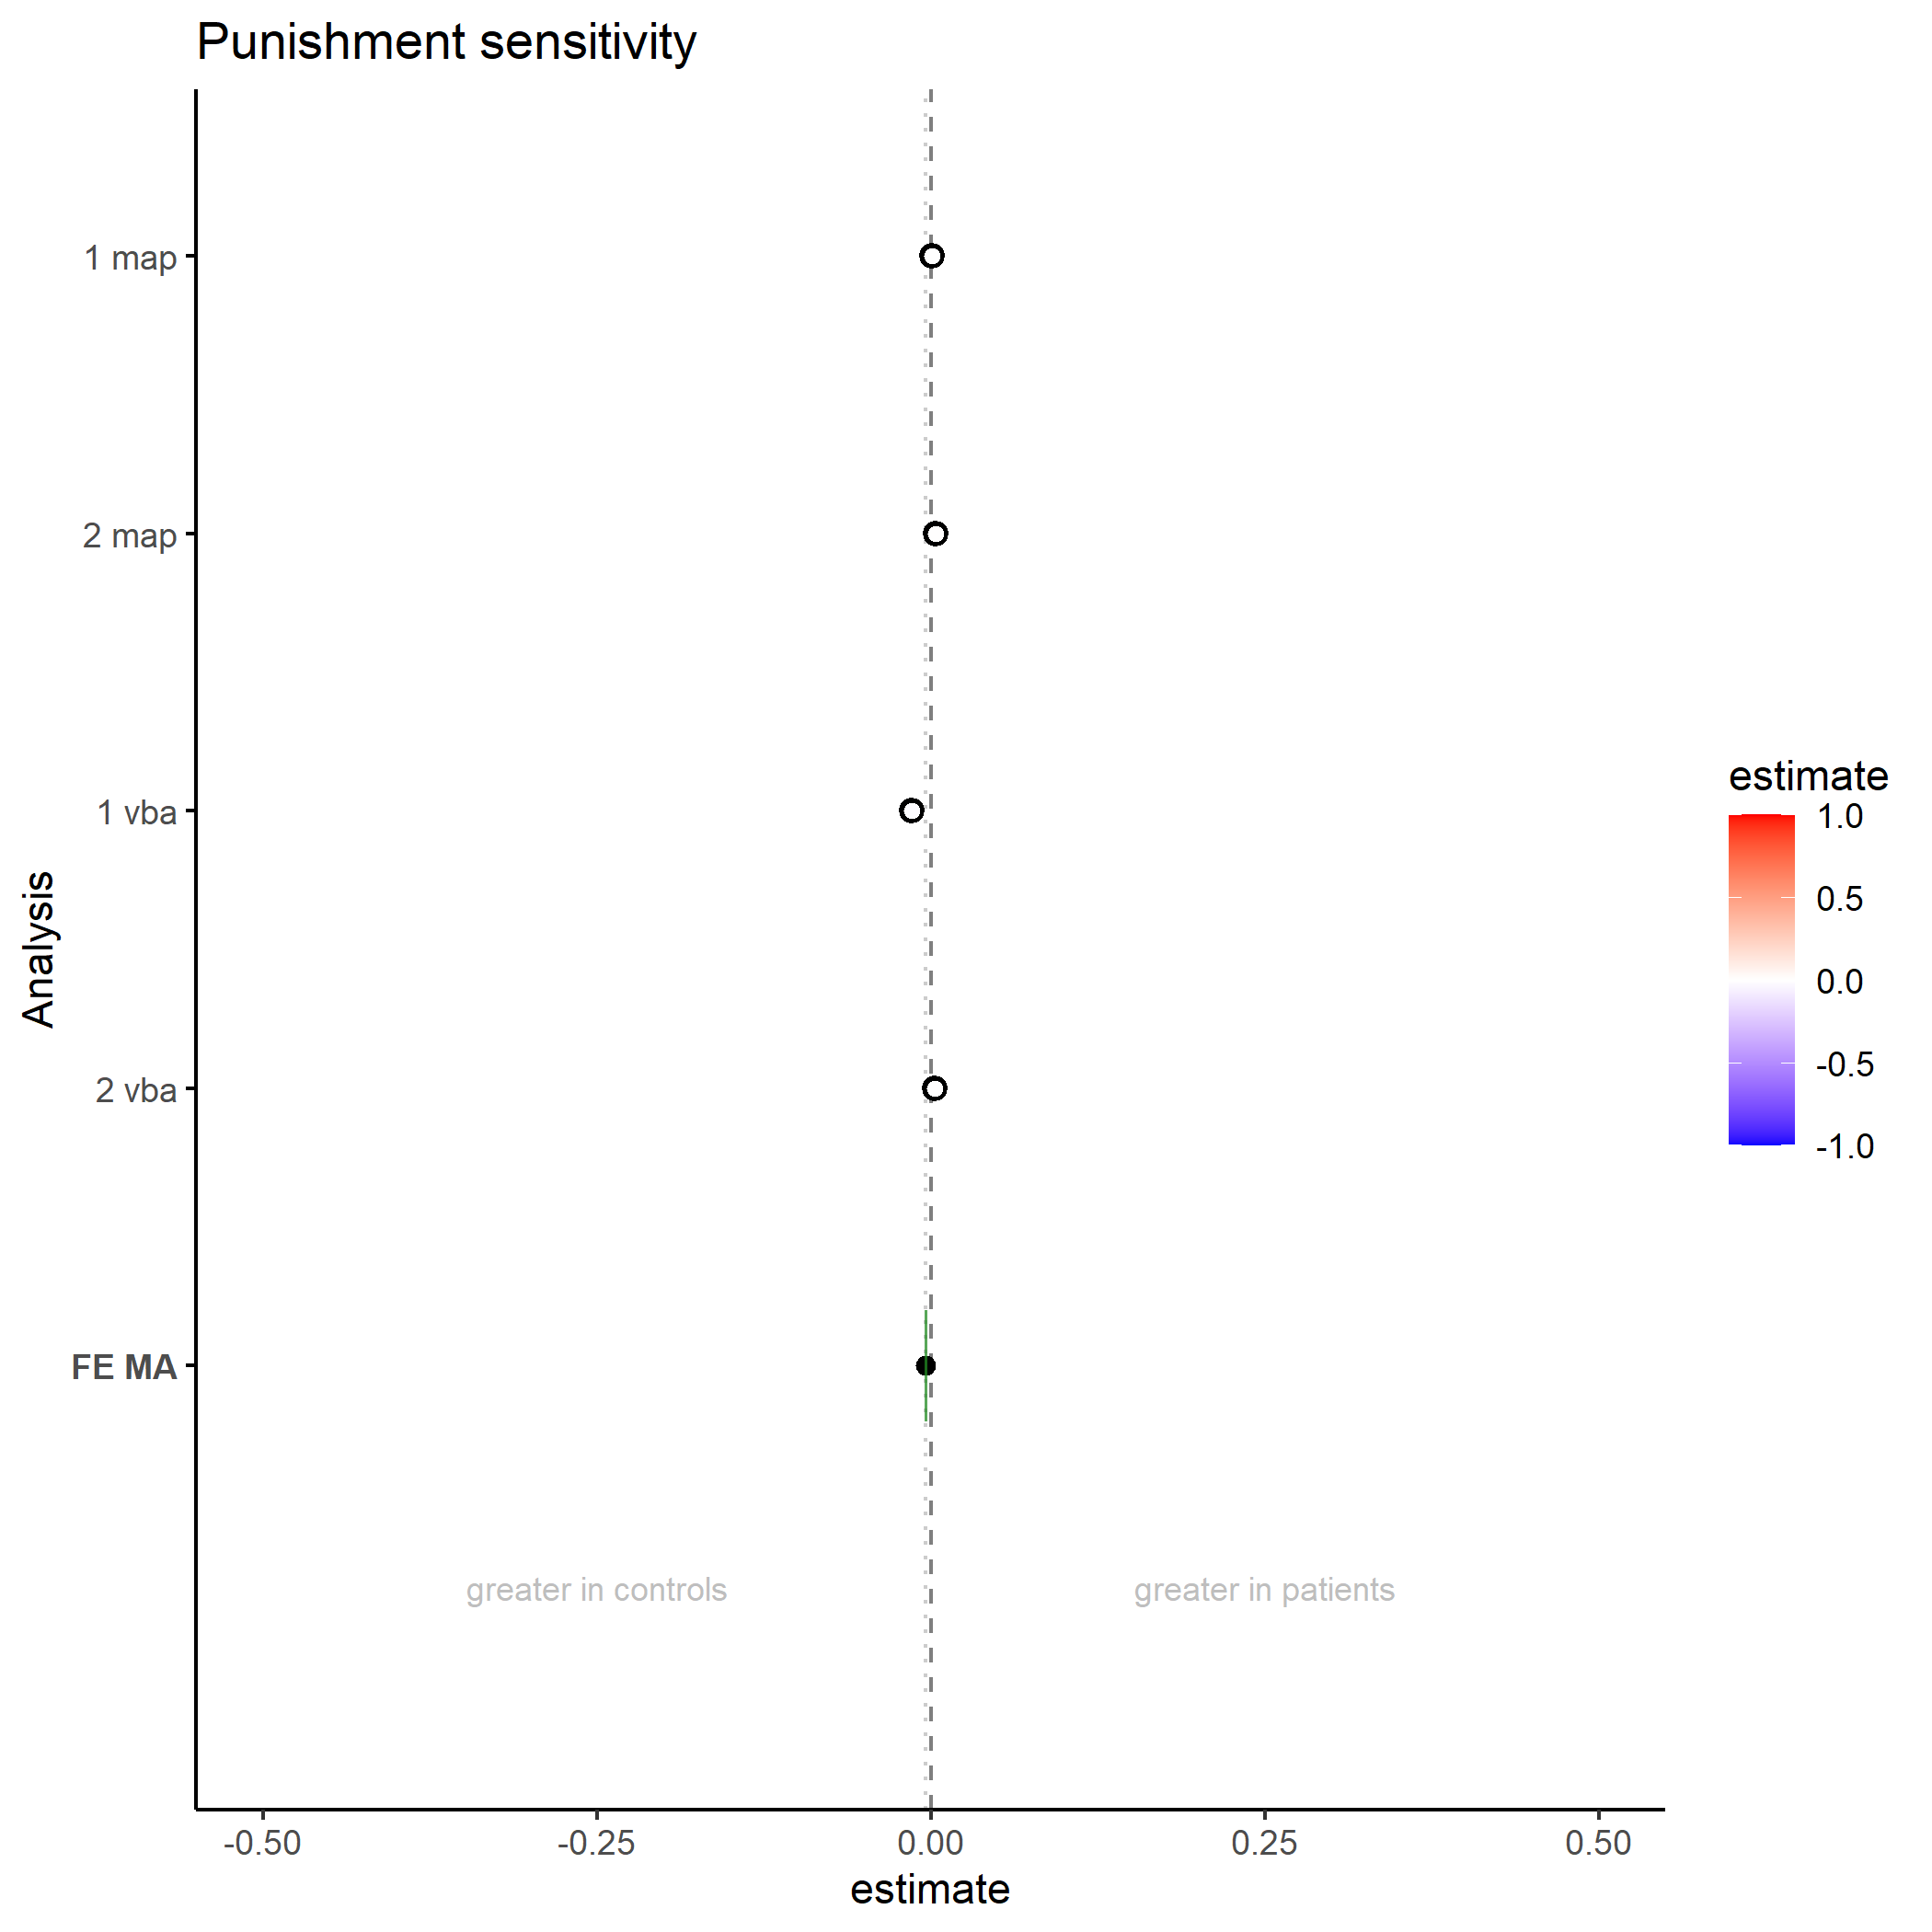 Punishment sensitivity
1 map
2 map
1 vba
2 vba
FE MA
Analysis
greater in controls
greater in patients
-0.50
-0.25
0.00
0.25
0.50
estimate
estimate
1.0
0.5
0.0
-0.5
-1.0